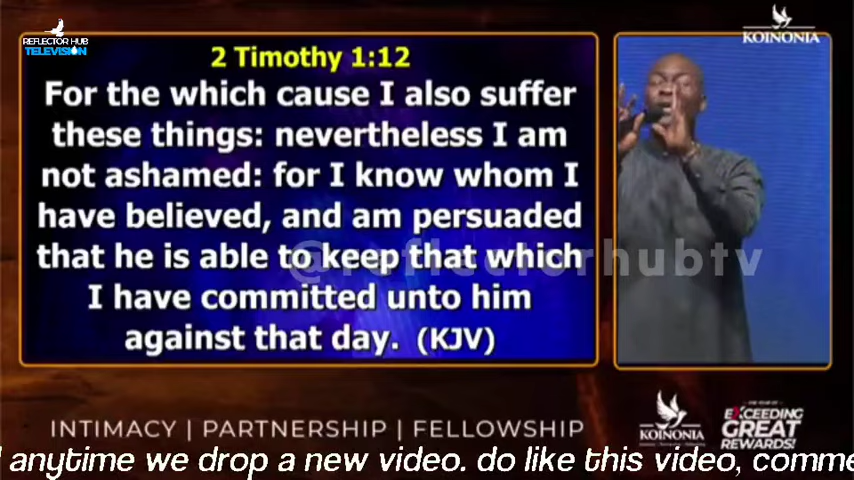 REFLECTOR HUB
TELEVISION
KOINONIA
2 Timothy 1:12
For the which cause I also suffer
these things: nevertheless I am
not ashamed: for I know whom I
have believed, and am persuaded
that he is able to keep that which
I have committed unto him
against that day. (KJV)
@reflectorhubtv
INTIMACY | PARTNERSHIP | FELLOWSHIP
KOINONIA
EXCEEDING
GREAT
REWARDS!
anytime we drop a new video. do like this video, comme